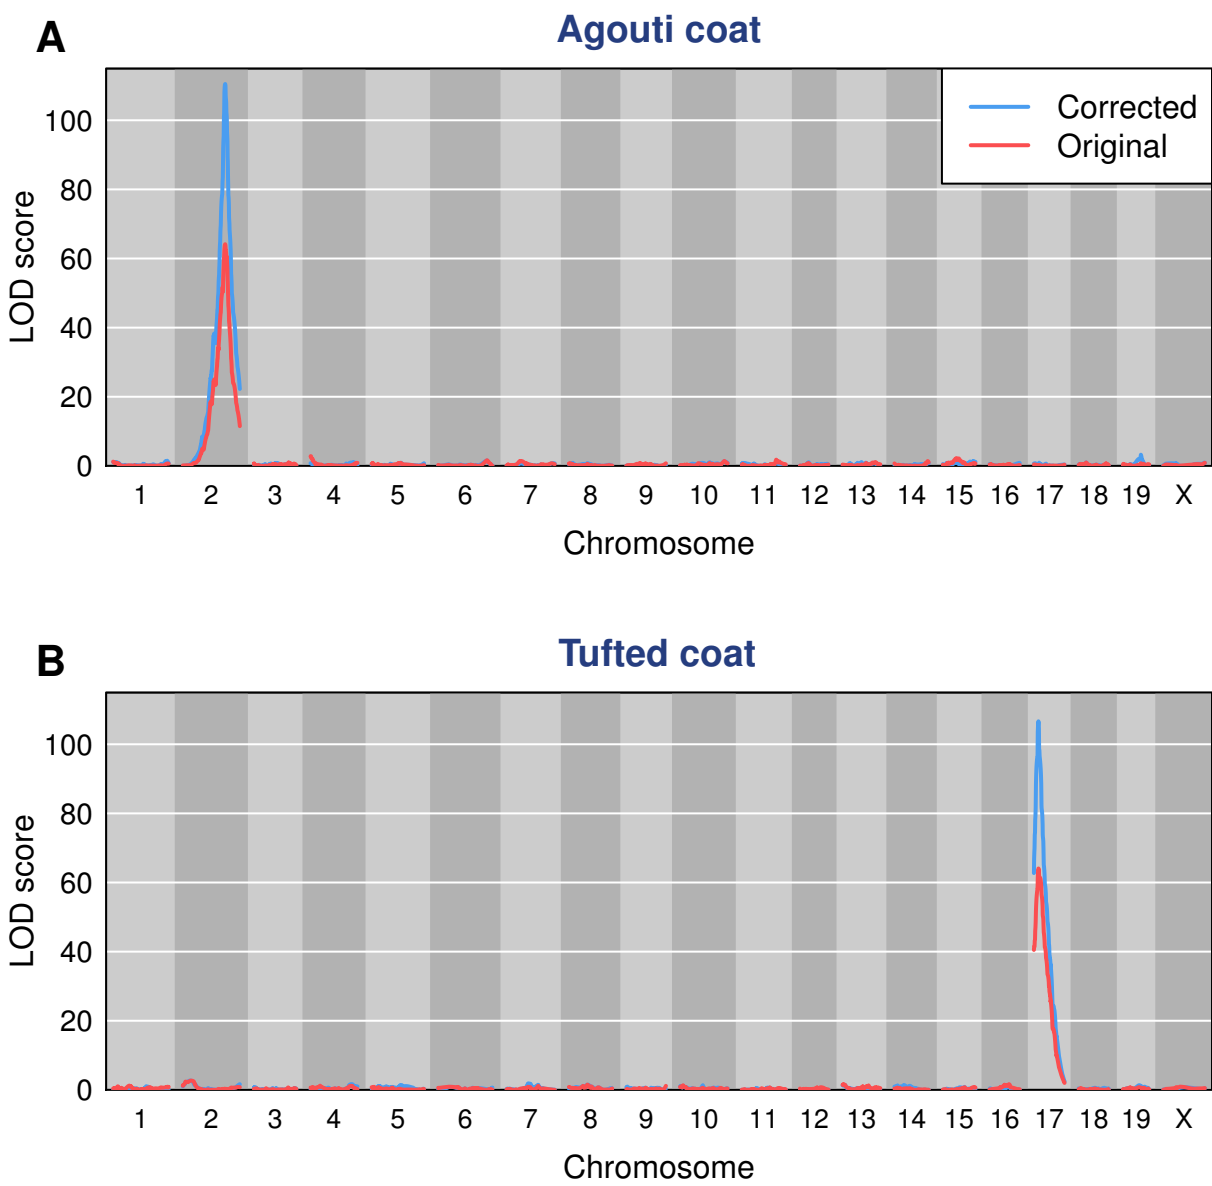 A
Agouti coat
Corrected
Original
LOD score
100
80
60
40
20
0
1 2 3 4 5 6 7 8 9 10 11 12 13 14 15 16 17 18 19 X
Chromosome
B
Tufted coat
LOD score
100
80
60
40
20
0
1 2 3 4 5 6 7 8 9 10 11 12 13 14 15 16 17 18 19 X
Chromosome